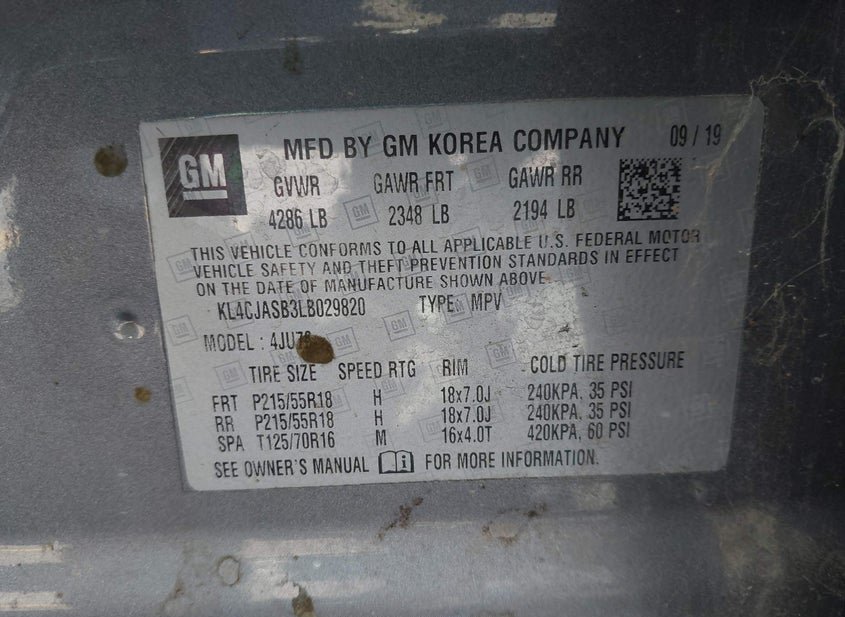 GM
MFD BY GM KOREA COMPANY 09 / 19
GVWR GAWR FRT GAWR RR
4286 LB 2348 LB 2194 LB
THIS VEHICLE CONFORMS TO ALL APPLICABLE U.S. FEDERAL MOTOR
VEHICLE SAFETY AND THEFT PREVENTION STANDARDS IN EFFECT
ON THE DATE OF MANUFACTURE SHOWN ABOVE.
KL4CJASB3LB029820 TYPE: MPV
MODEL :
TIRE SIZE SPEED RTG RIM COLD TIRE PRESSURE
FRT P215/55R18 H 18x7.0J 240KPA, 35 PSI
RR P215/55R18 H 18x7.0J 240KPA, 35 PSI
SPA T125/70R16 M 16x4.0T 420KPA, 60 PSI
SEE OWNER'S MANUAL FOR MORE INFORMATION.